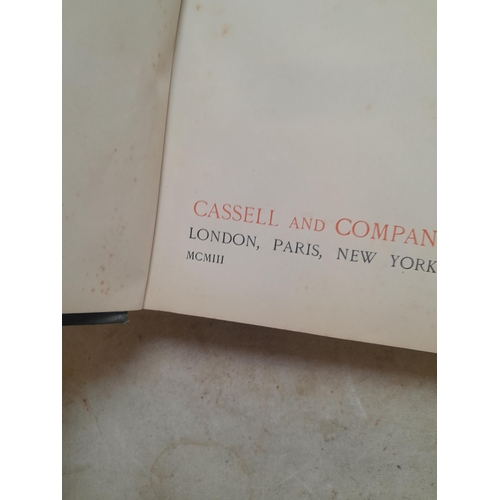 CASSELL AND COMPAN
LONDON, PARIS, NEW YORK
MCMIII